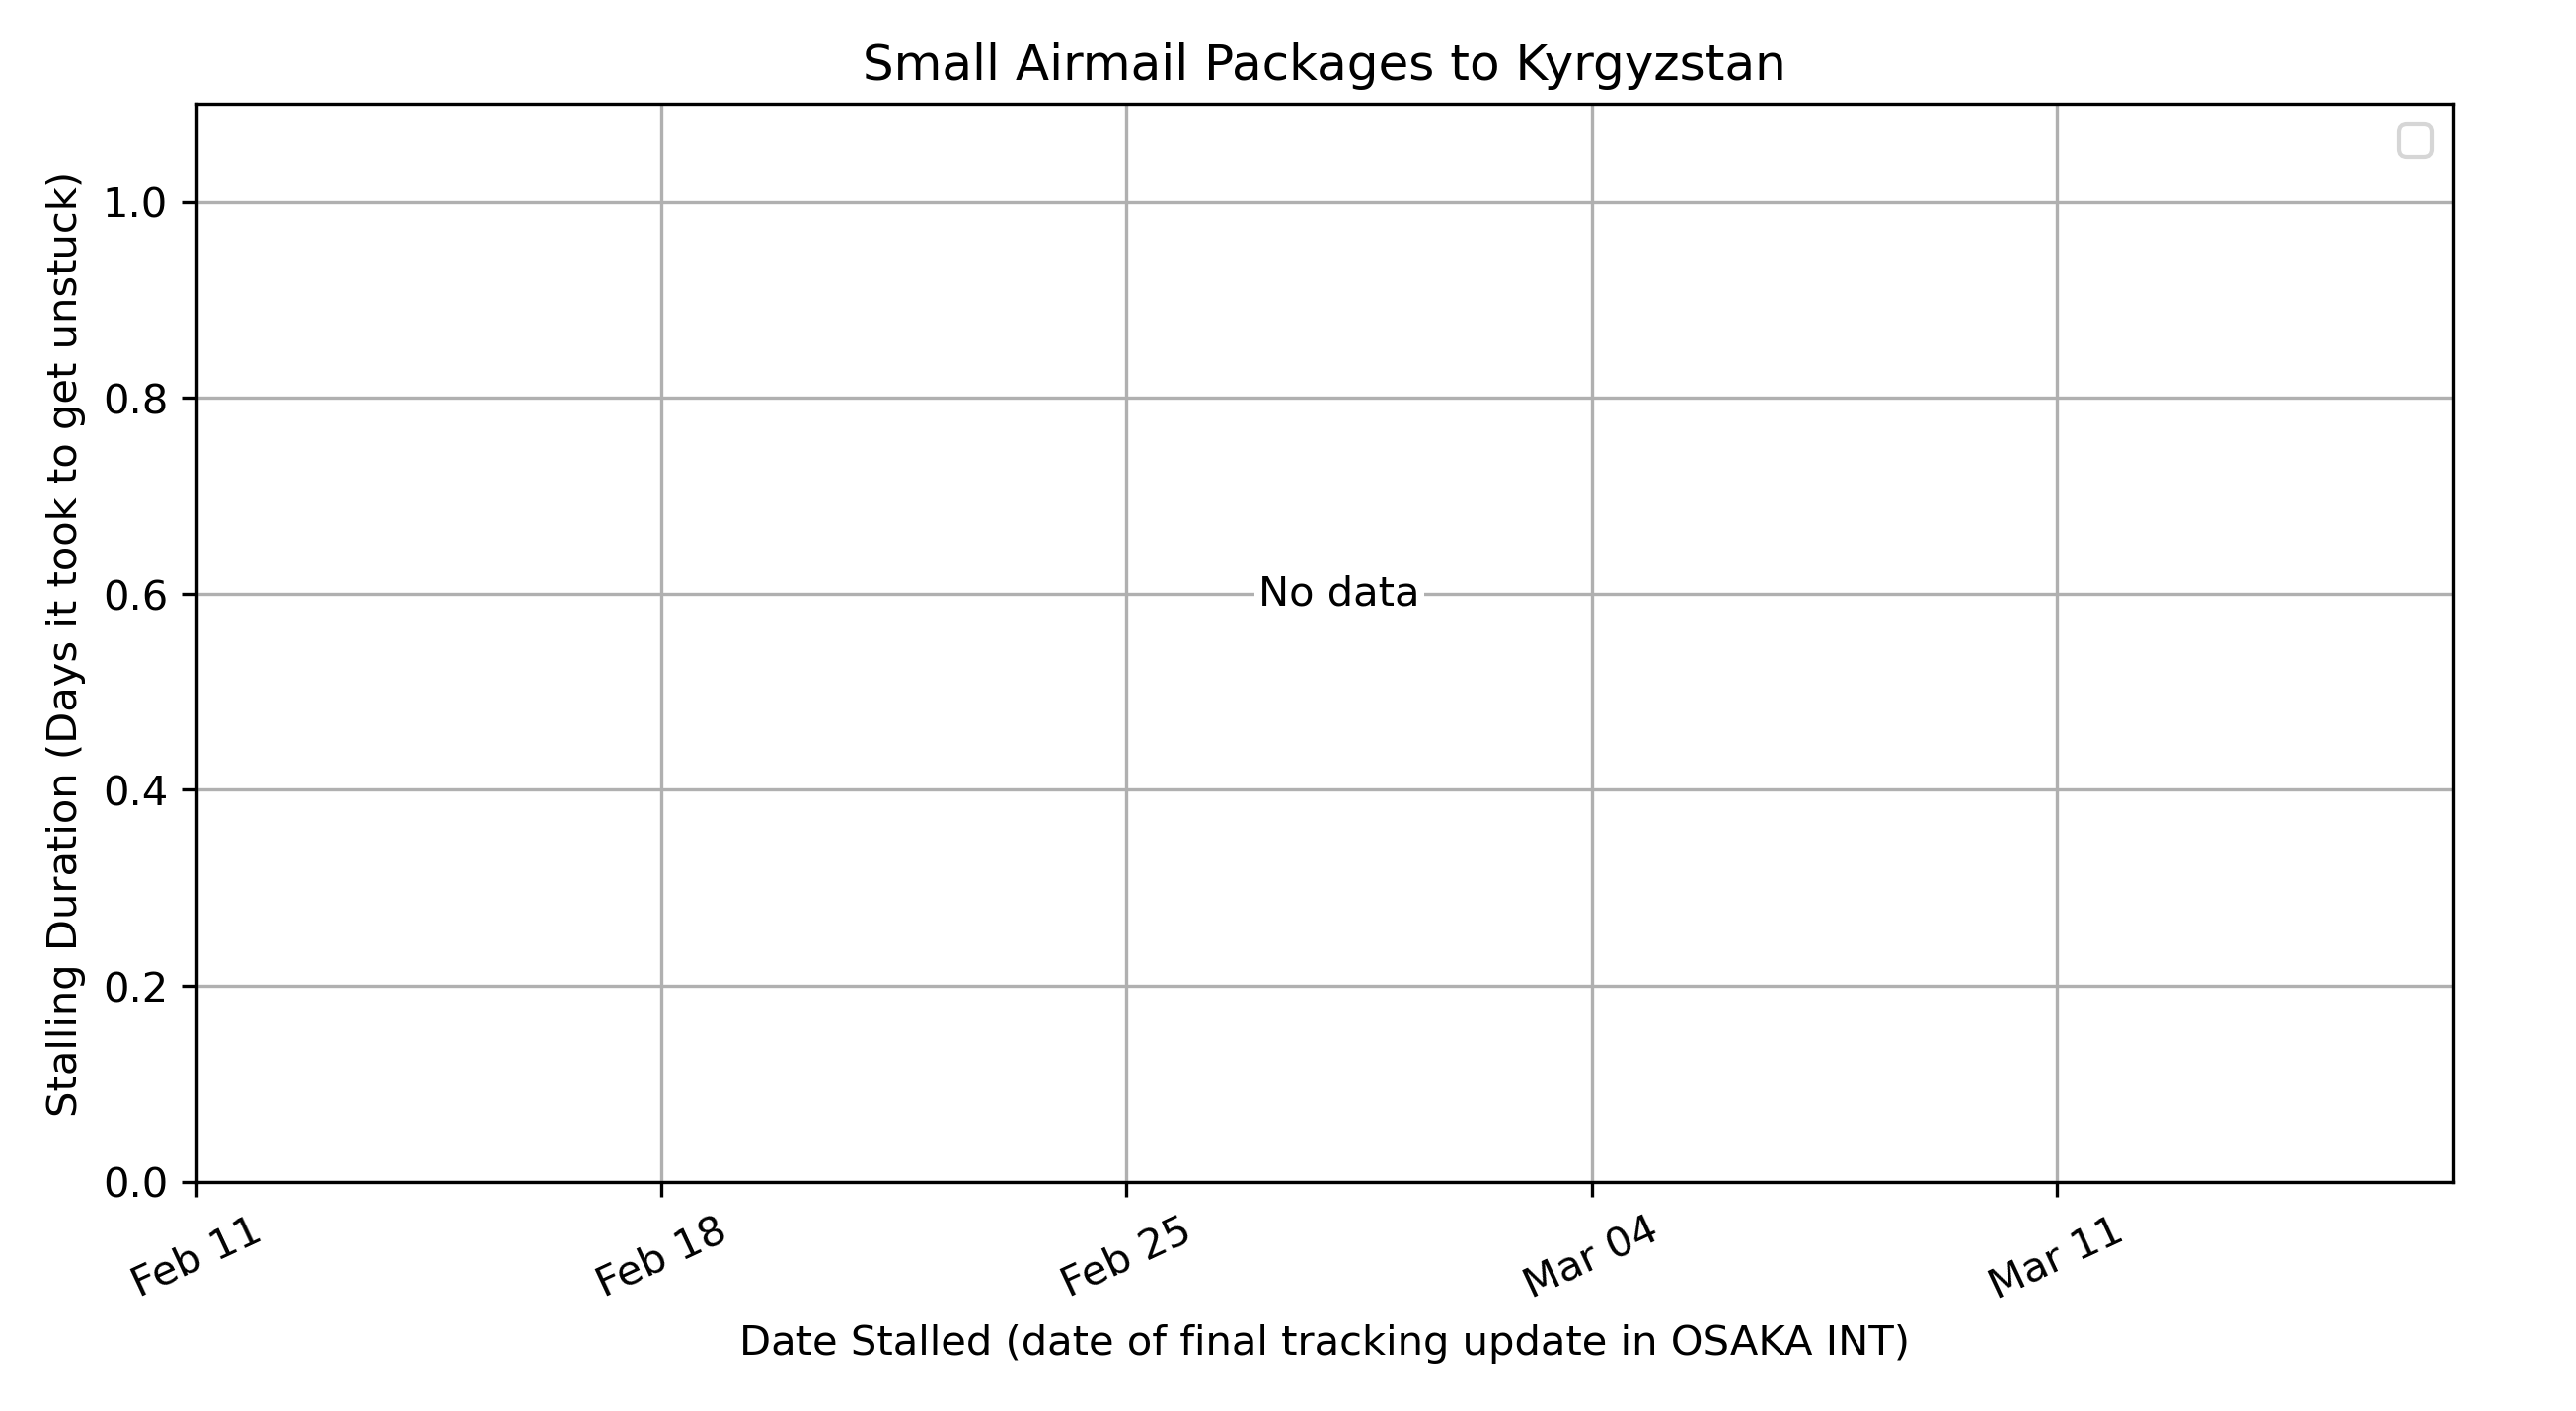 Small Airmail Packages to Kyrgyzstan
Stalling Duration (Days it took to get unstuck)
1.0
0.8
0.6
0.4
0.2
0.0
No data
Feb 11
Feb 18
Feb 25
Mar 04
Mar 11
Date Stalled (date of final tracking update in OSAKA INT)